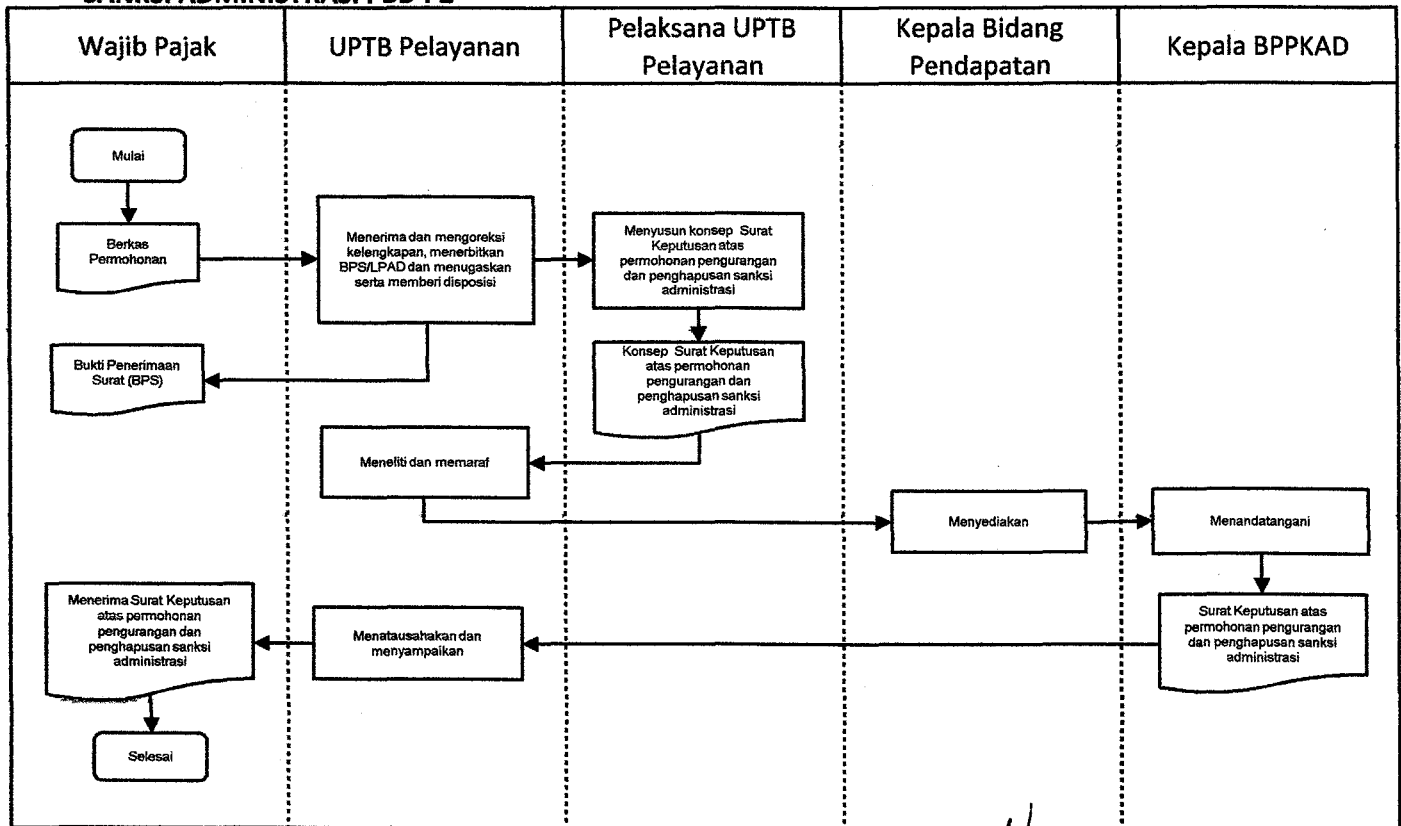 SANKSI ADMINISTRASI PBB P2
Wajib Pajak
UPTB Pelayanan
Pelaksana UPTB
Pelayanan
Kepala Bidang
Pendapatan
Kepala BPPKAD
Mulai
Berkas
Permohonan
Menerima dan mengoreksi
kelengkapan, menerbitkan
BPS/LPAD dan menugaskan
serta memberi disposisi
Menyusun konsep Surat
Keputusan atas
permohonan pengurangan
dan penghapusan sanksi
administrasi
Bukti Penerimaan
Surat (BPS)
Konsep Surat Keputusan
atas permohonan
pengurangan dan
penghapusan sanksi
administrasi
Meneliti dan memaraf
Menyediakan
Menandatangani
Menerima Surat Keputusan
atas permohonan
pengurangan dan
penghapusan sanksi
administrasi
Menatausahakan dan
menyampaikan
Surat Keputusan atas
permohonan pengurangan
dan penghapusan sanksi
administrasi
Selesai